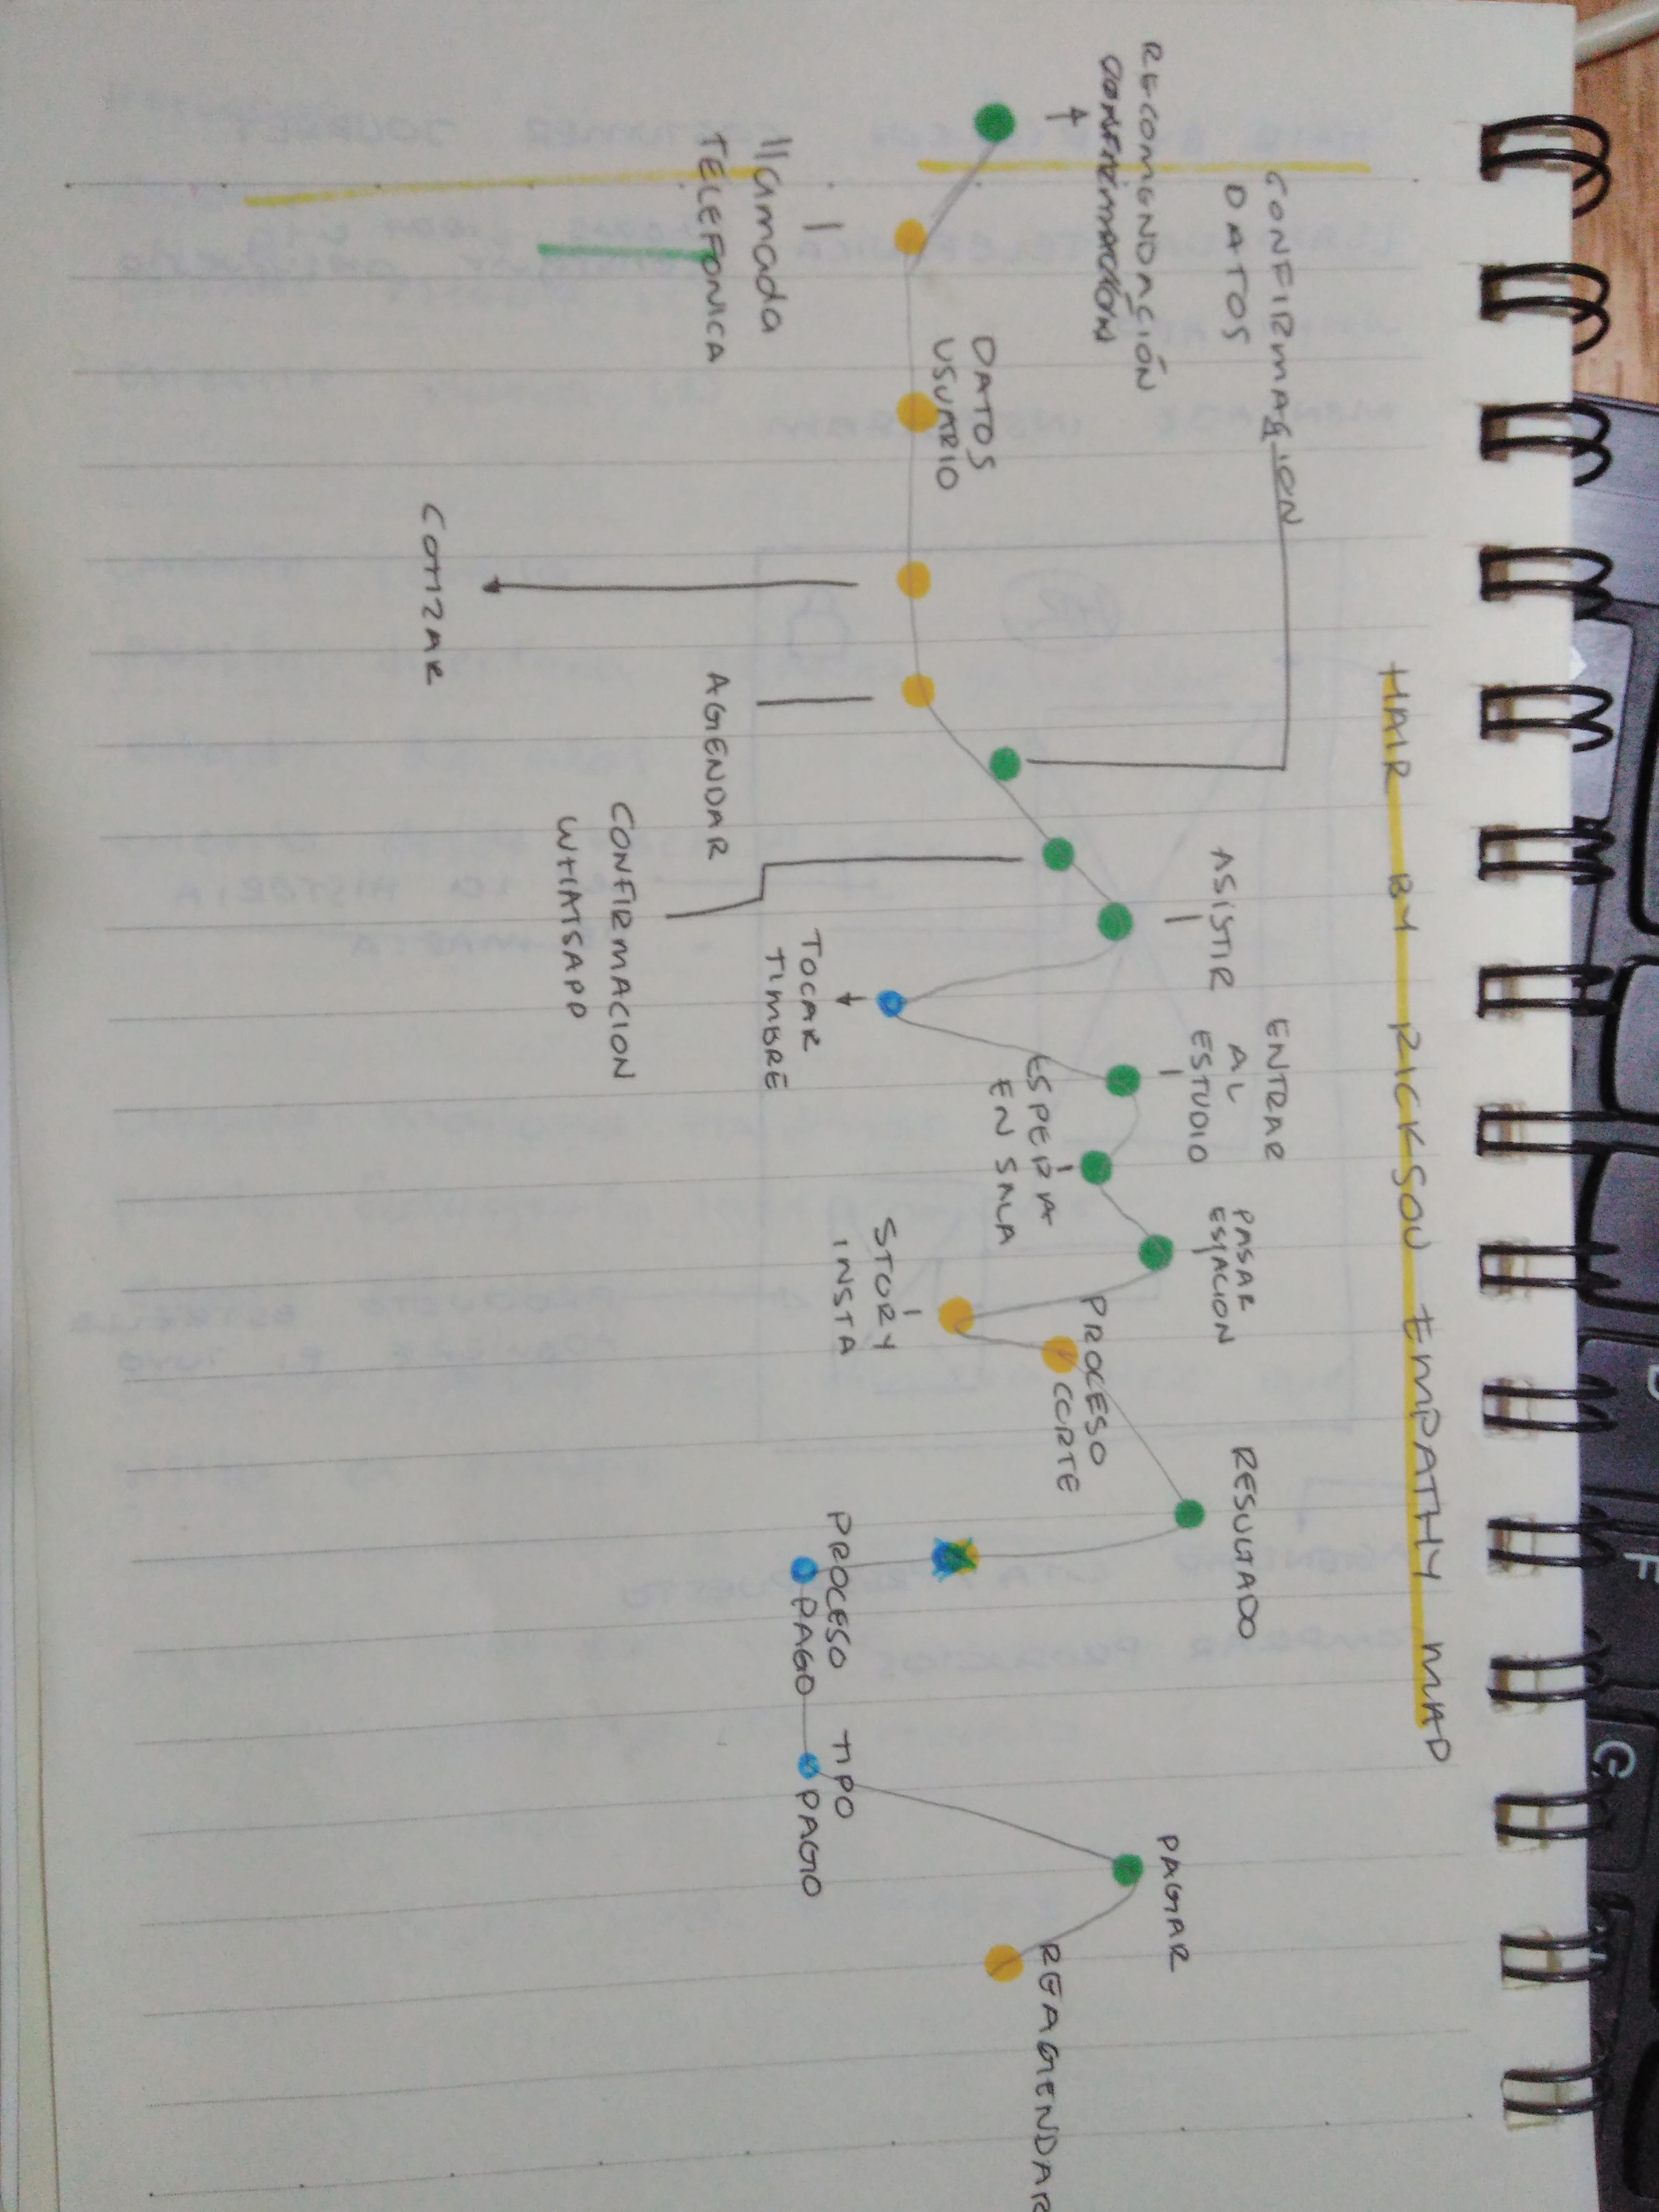 F
G
HAIR BY RICKSOU EMPATHY MAP
CONFIRMACION
DATOS
RECOMENDACIÓN
CONFIRMACIÓN
llamada
TELEFONICA
DATOS
USUARIO
COTIZAR
AGENDAR
CONFIRMACION
WHATSAPP
ASISTIR
TOCAR
TIMBRE
ENTRAR
AL
ESTUDIO
ESPERA
EN SALA
PASAR
ESTACION
STORY
INSTA
PROCESO
CORTE
RESULTADO
PROCESO
PAGO
TIPO
PAGO
PAGAR
REAGENDAR